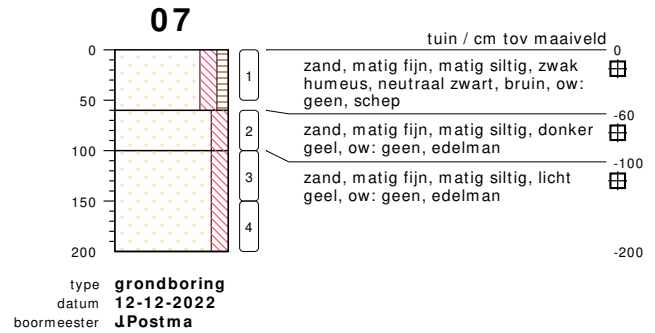 07
tuin / cm tov maaiveld
0
0
zand, matig fijn, matig siltig, zwak
humeus, neutraal zwart, bruin, ow:
geen, schep
1
50
-60
zand, matig fijn, matig siltig, donker
geel, ow: geen, edelman
2
100
-100
zand, matig fijn, matig siltig, licht
geel, ow: geen, edelman
3
150
4
200
-200
type grondboring
datum 12-12-2022
boormeester J.Postma